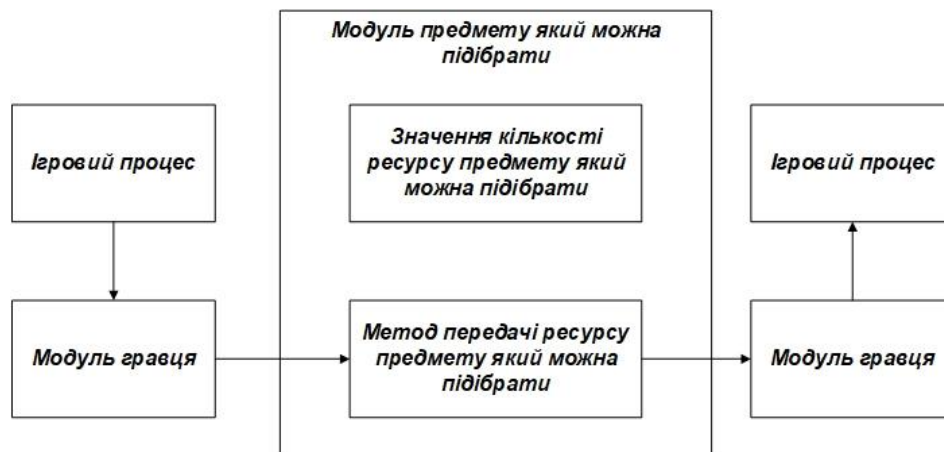 Модуль предмету який можна
підібрати
Ігровий процес
Значення кількості
ресурсу предмету який
можна підібрати
Ігровий процес
Модуль гравця
Метод передачі ресурсу
предмету який можна
підібрати
Модуль гравця